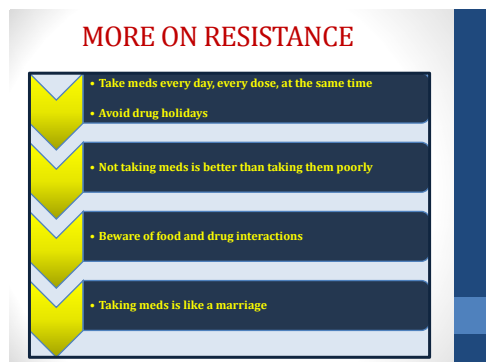 MORE ON RESISTANCE
• Take meds every day, every dose, at the same time
• Avoid drug holidays
• Not taking meds is better than taking them poorly
• Beware of food and drug interactions
• Taking meds is like a marriage